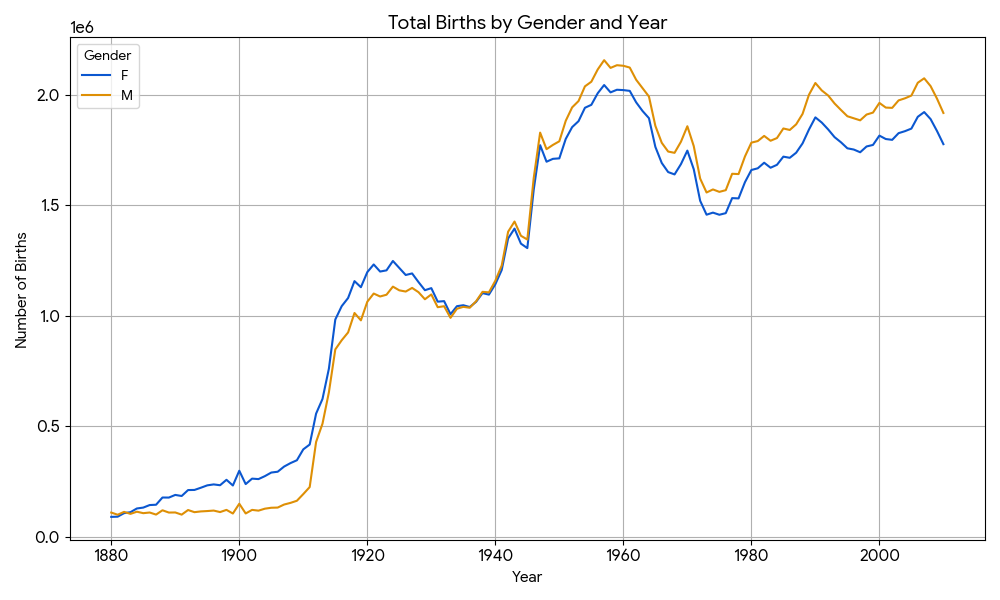 Total Births by Gender and Year
1e6
Gender
F
M
2.0
1.5
1.0
0.5
0.0
Number of Births
1880 1900 1920 1940 1960 1980 2000
Year